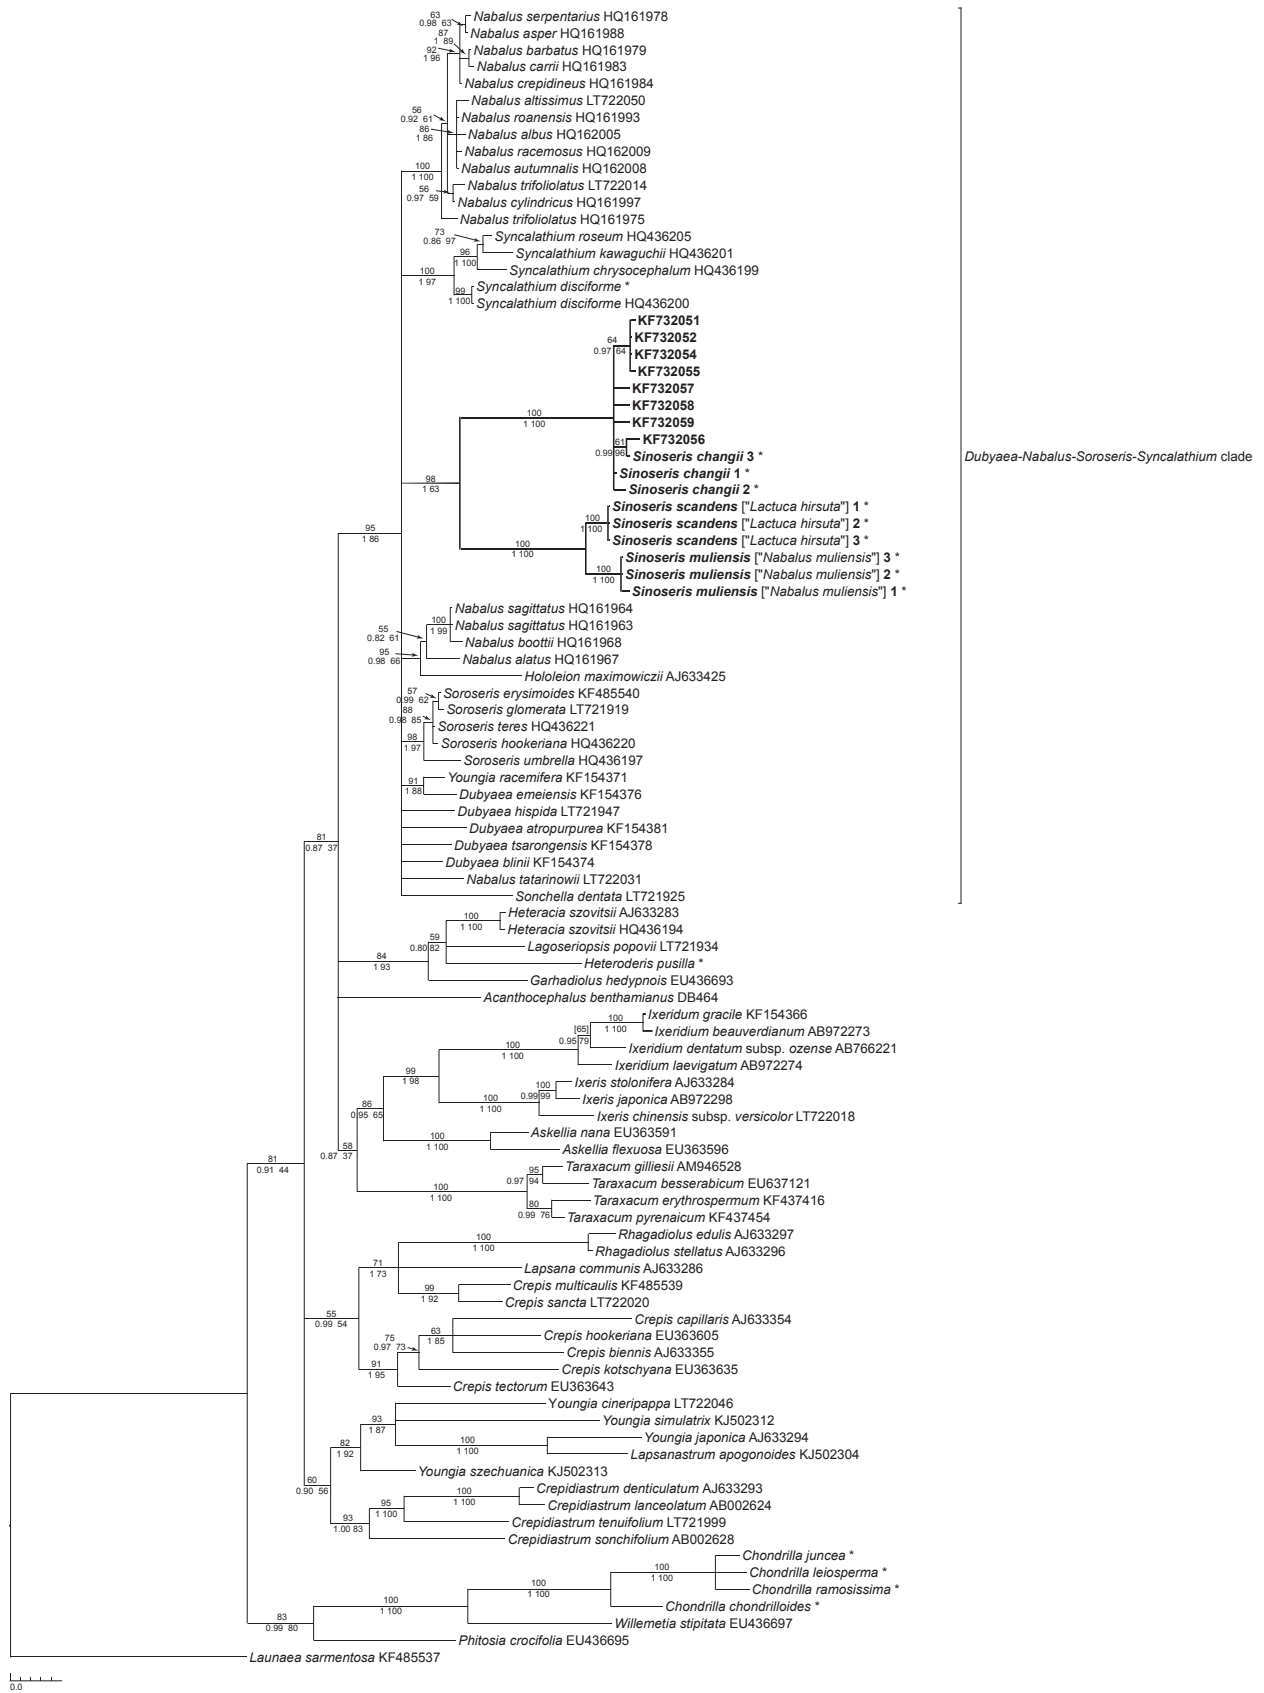 63
0.98 63
Nabalus serpentarius HQ161978
87
1 89
Nabalus asper HQ161988
92
1 96
Nabalus barbatus HQ161979
Nabalus carrii HQ161983
Nabalus crepidineus HQ161984
Nabalus altissimus LT722050
56
0.92 61
Nabalus roanensis HQ161993
86
1 86
Nabalus albus HQ162005
Nabalus racemosus HQ162009
Nabalus autumnalis HQ162008
100
1 100
Nabalus trifoliolatus LT722014
56
0.97 59
Nabalus cylindricus HQ161997
Nabalus trifoliolatus HQ161975
73
0.86 97
Syncalathium roseum HQ436205
96
1 100
Syncalathium kawaguchii HQ436201
Syncalathium chrysocephalum HQ436199
100
1 97
99
1 100
Syncalathium disciforme *
Syncalathium disciforme HQ436200
KF732051
64
0.97 64
KF732052
KF732054
KF732055
KF732057
KF732058
100
1 100
KF732059
KF732056
61
0.99 96
Sinoseris changii 3 *
Dubyaea-Nabalus-Soroseris-Syncalathium clade
Sinoseris changii 1 *
98
1 63
Sinoseris changii 2 *
Sinoseris scandens ["Lactuca hirsuta"] 1 *
100
1 100
Sinoseris scandens ["Lactuca hirsuta"] 2 *
95
1 86
Sinoseris scandens ["Lactuca hirsuta"] 3 *
100
1 100
Sinoseris muliensis ["Nabalus muliensis"] 3 *
100
1 100
Sinoseris muliensis ["Nabalus muliensis"] 2 *
Sinoseris muliensis ["Nabalus muliensis"] 1 *
Nabalus sagittatus HQ161964
100
1 99
Nabalus sagittatus HQ161963
55
0.82 61
Nabalus boottii HQ161968
95
0.98 66
Nabalus alatus HQ161967
Hololeion maximowiczii AJ633425
57
0.99 62
Soroseris erysimoides KF485540
88
0.98 85
Soroseris glomerata LT721919
Soroseris teres HQ436221
98
1 97
Soroseris hookeriana HQ436220
Soroseris umbrella HQ436197
91
1 88
Youngia racemifera KF154371
Dubyaea emeiensis KF154376
Dubyaea hispida LT721947
Dubyaea atropurpurea KF154381
81
0.87 37
Dubyaea tsarongensis KF154378
Dubyaea blinii KF154374
Nabalus tatarinowii LT722031
Sonchella dentata LT721925
100
1 100
Heteracia szovitsii AJ633283
Heteracia szovitsii HQ436194
59
0.80 82
Lagoseriopsis popovii LT721934
84
1 93
Heteroderis pusilla *
Garhadiolus hedypnois EU436693
Acanthocephalus benthamianus DB464
100
1 100
Ixeridum gracile KF154366
[65]
0.95 79
Ixeridium beauverdianum AB972273
100
1 100
Ixeridium dentatum subsp. ozense AB766221
Ixeridium laevigatum AB972274
99
1 98
100
0.99 99
Ixeris stolonifera AJ633284
100
1 100
Ixeris japonica AB972298
86
0.95 65
Ixeris chinensis subsp. versicolor LT722018
100
1 100
Askellia nana EU363591
58
0.87 37
Askellia flexuosa EU363596
81
0.91 44
95
0.97 94
Taraxacum gilliesii AM946528
100
1 100
Taraxacum besserabicum EU637121
80
0.99 76
Taraxacum erythrospermum KF437416
Taraxacum pyrenaicum KF437454
100
1 100
Rhagadiolus edulis AJ633297
Rhagadiolus stellatus AJ633296
71
1 73
Lapsana communis AJ633286
99
1 92
Crepis multicaulis KF485539
Crepis sancta LT722020
55
0.99 54
Crepis capillaris AJ633354
63
1 85
75
0.97 73
Crepis hookeriana EU363605
Crepis biennis AJ633355
91
1 95
Crepis kotschyana EU363635
Crepis tectorum EU363643
Youngia cineripappa LT722046
93
1 87
Youngia simulatrix KJ502312
82
1 92
100
1 100
Youngia japonica AJ633294
Lapsanastrum apogonoides KJ502304
Youngia szechuanica KJ502313
60
0.90 56
100
1 100
Crepidiastrum denticulatum AJ633293
95
1 100
Crepidiastrum lanceolatum AB002624
93
1.00 83
Crepidiastrum tenuifolium LT721999
Crepidiastrum sonchifolium AB002628
Chondrilla juncea *
100
1 100
Chondrilla leiosperma *
100
1 100
Chondrilla ramosissima *
100
1 100
Chondrilla chondrilloides *
83
0.99 80
Willemetia stipitata EU436697
Phitosia crocifolia EU436695
Launaea sarmentosa KF485537
0.0